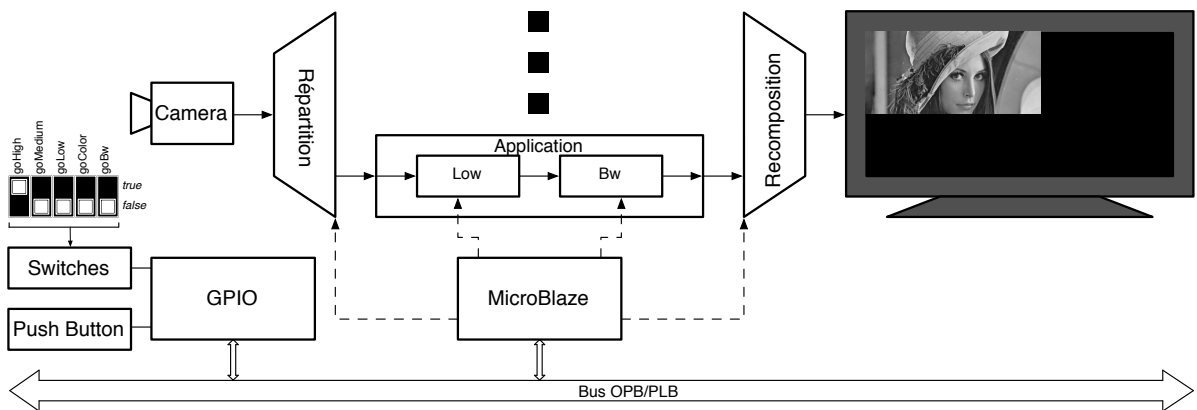 Répartition
Recomposition
Camera
goHigh
goMedium
goLow
goColor
goBw
true
false
Application
Low
Bw
Switches
GPIO
MicroBlaze
Push Button
Bus OPB/PLB